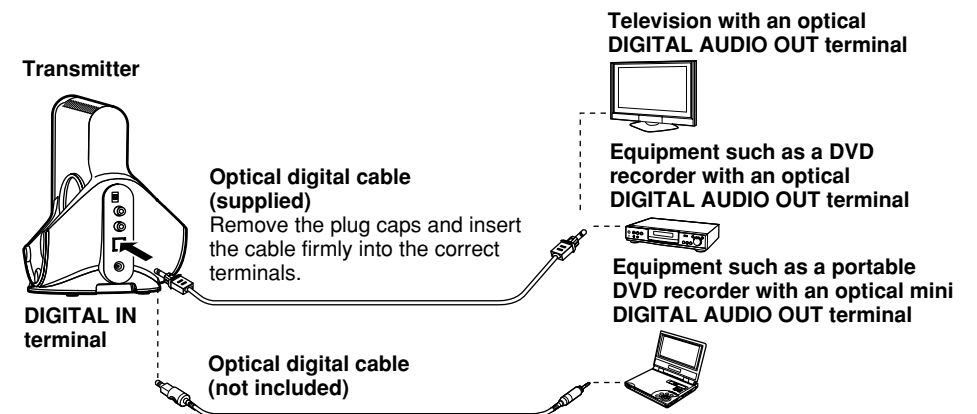 Television with an optical
DIGITAL AUDIO OUT terminal
Transmitter
Equipment such as a DVD
recorder with an optical
DIGITAL AUDIO OUT terminal
Optical digital cable
(supplied)
Remove the plug caps and insert
the cable firmly into the correct
terminals.
Equipment such as a portable
DVD recorder with an optical mini
DIGITAL AUDIO OUT terminal
DIGITAL IN
terminal
Optical digital cable
(not included)